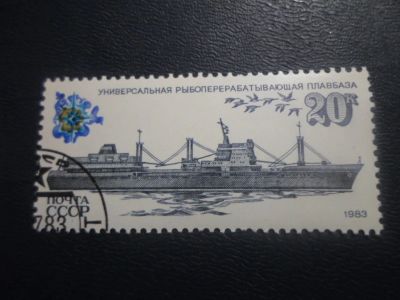 УНИВЕРСАЛЬНАЯ РЫБОПЕРЕРАБАТЫВАЮЩАЯ ПЛАВБАЗА
20к
ПОЧТА
СССР
1983